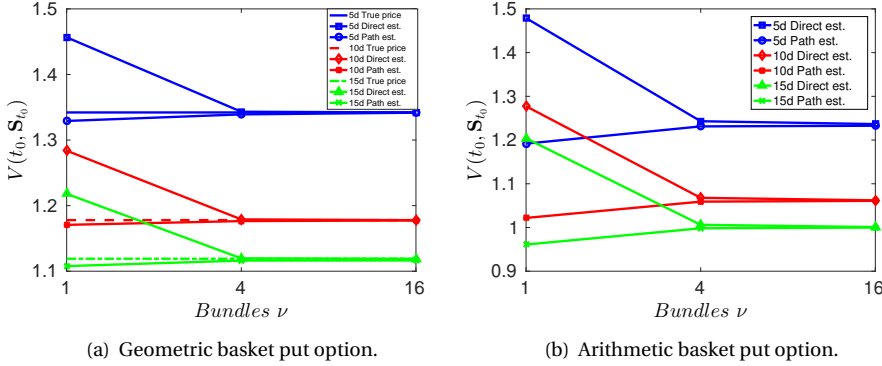 1.5
1.4
1.3
1.2
1.1
V(t₀, S_{t₀})
1
4
16
Bundles ν
5d True price
5d Direct est.
5d Path est.
10d True price
10d Direct est.
10d Path est.
15d True price
15d Direct est.
15d Path est.
(a) Geometric basket put option.
1.5
1.4
1.3
1.2
1.1
1
0.9
V(t₀, S_{t₀})
1
4
16
Bundles ν
5d Direct est.
5d Path est.
10d Direct est.
10d Path est.
15d Direct est.
15d Path est.
(b) Arithmetic basket put option.